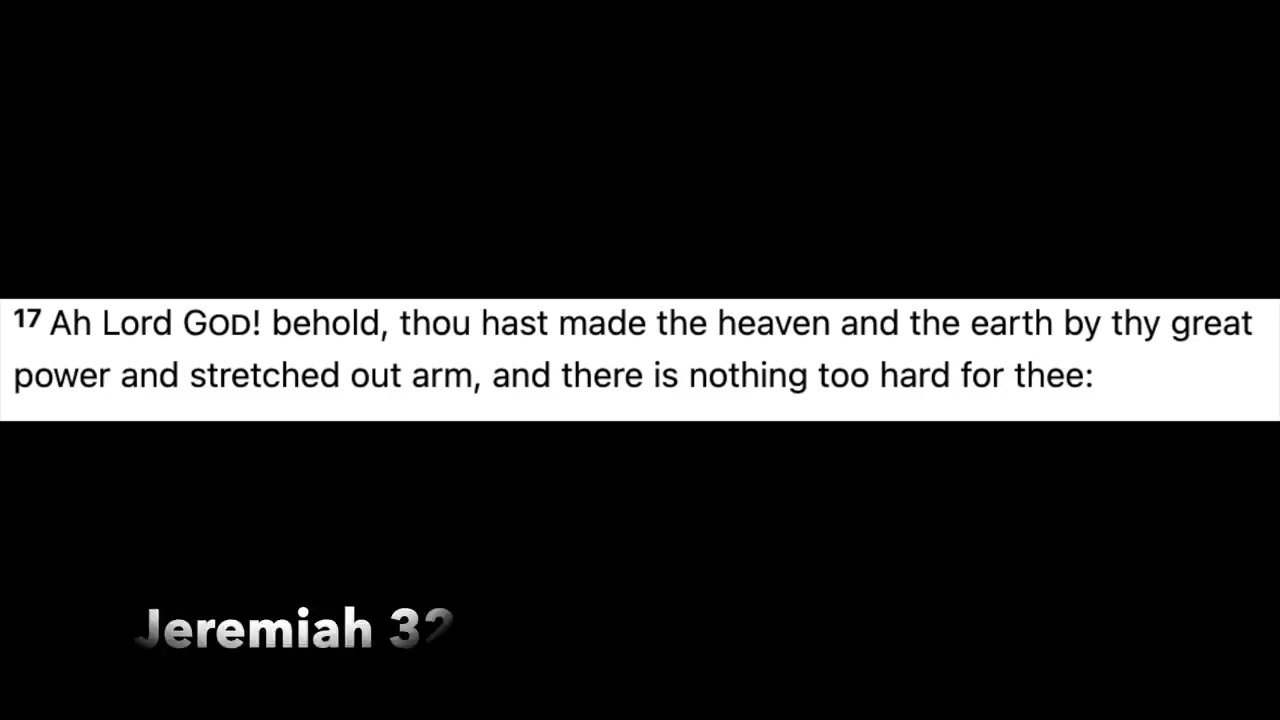 17 Ah Lord GOD! behold, thou hast made the heaven and the earth by thy great
power and stretched out arm, and there is nothing too hard for thee:
Jeremiah 32